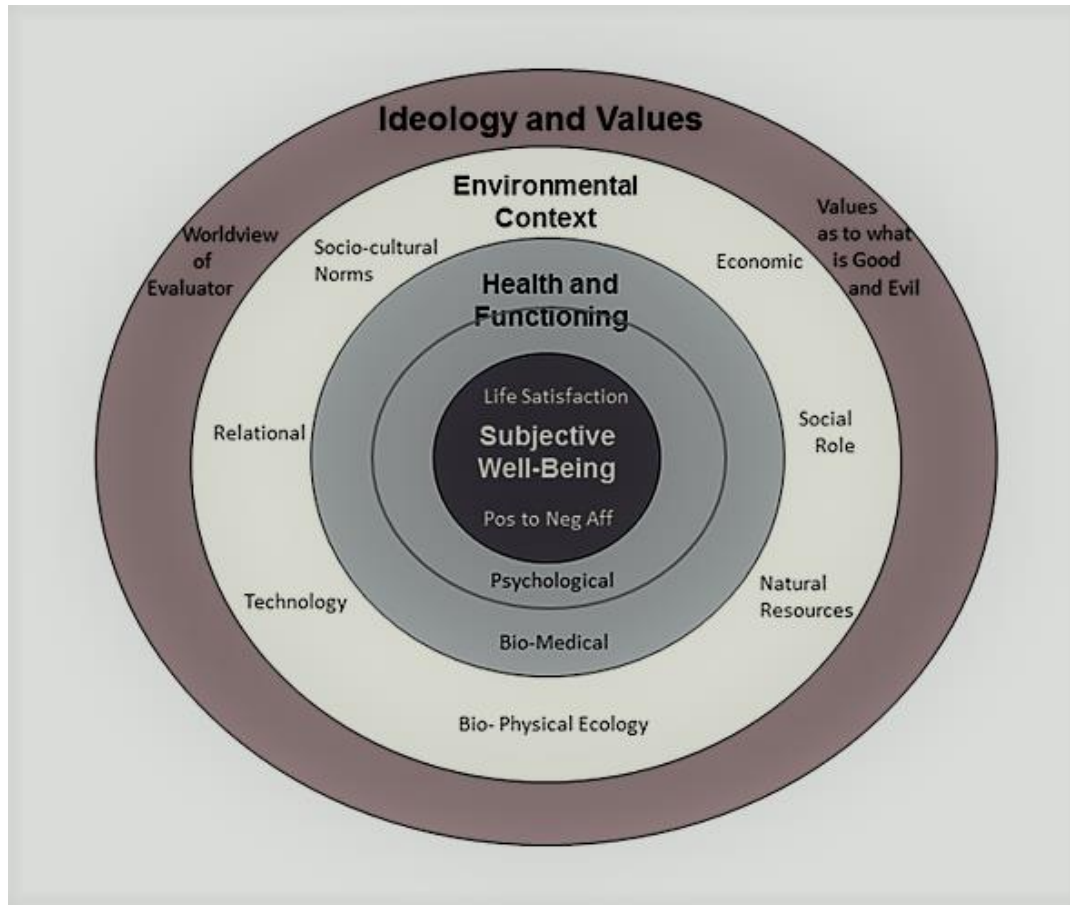 Ideology and Values
Environmental
Context
Worldview
of
Evaluator
Socio-cultural
Norms
Economic
Values
as to what
is Good
and Evil
Health and
Functioning
Life Satisfaction
Relational
Subjective
Well-Being
Social
Role
Pos to Neg Aff
Psychological
Technology
Natural
Resources
Bio-Medical
Bio- Physical Ecology